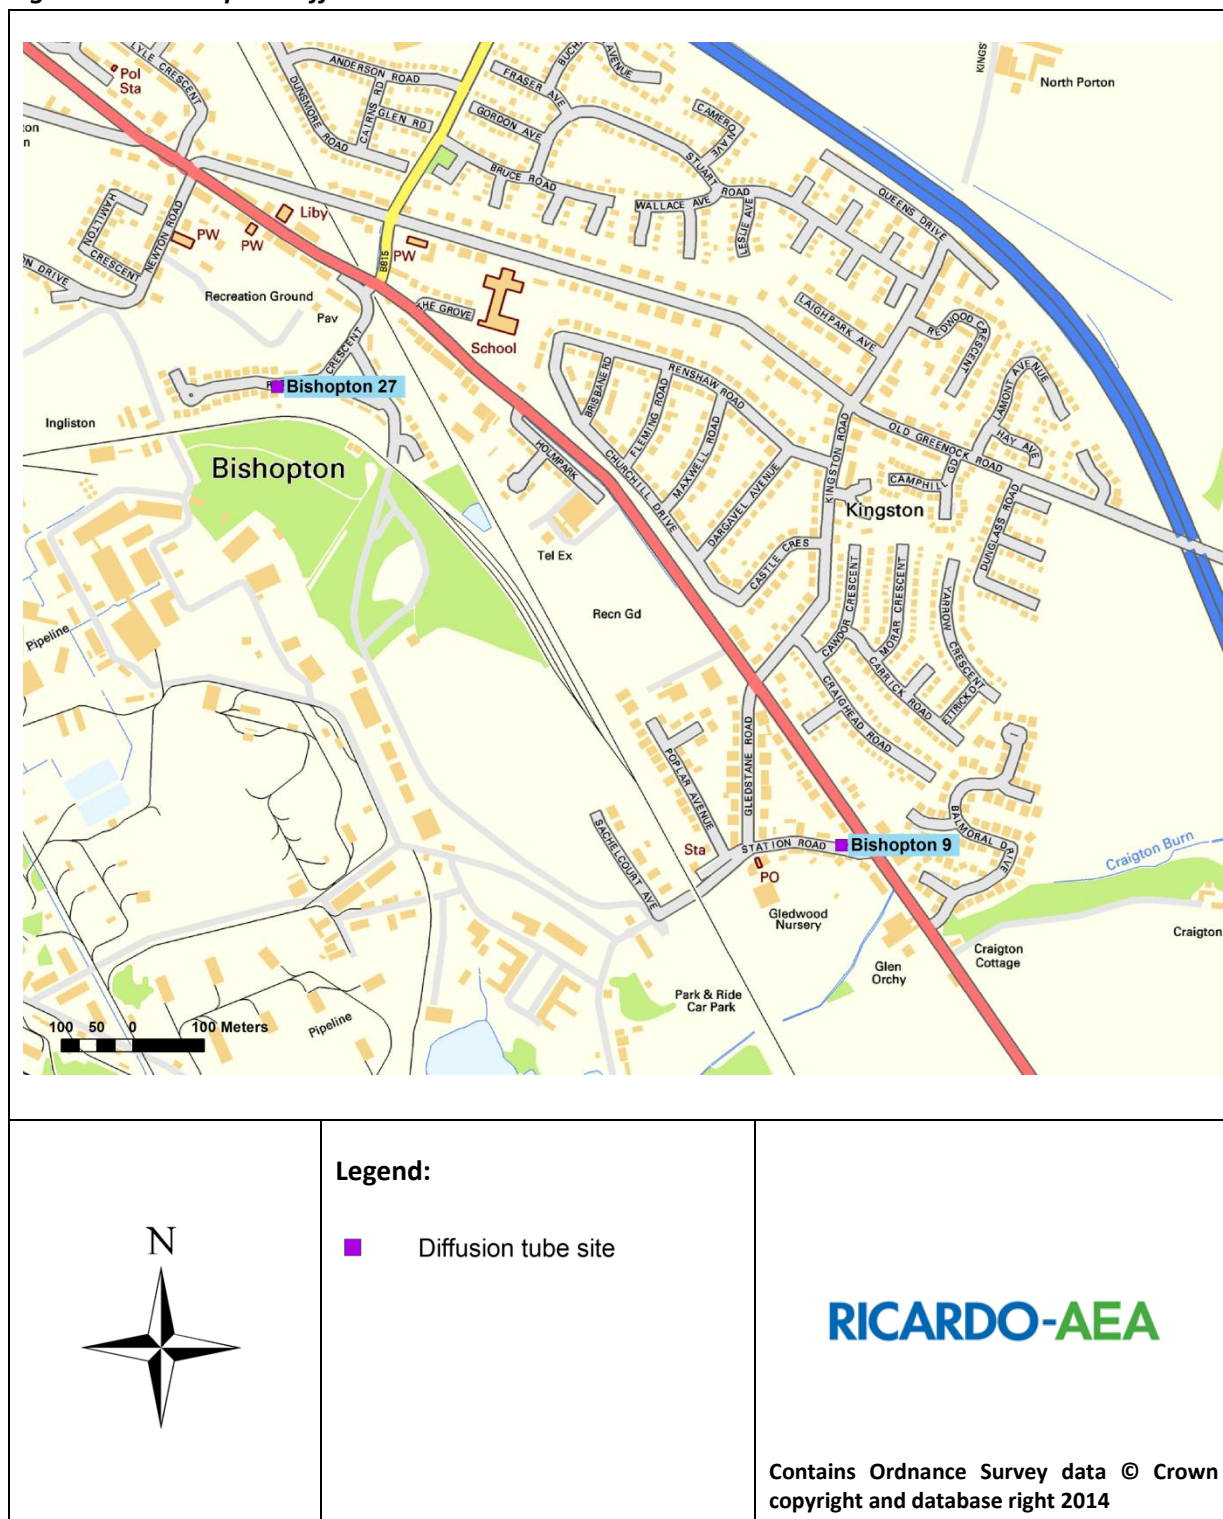 LYLE CRESCENT
Pol
Sta
ANDERSON ROAD
DUNSMORE ROAD
CAIRNS RD
GLEN RD
FRASER AVE
AVENUE
GORDON AVE
BRUCE ROAD
CAMERON AVE
STUART ROAD
WALLACE AVE
LESLIE AVE
QUEENS DRIVE
North Porton
HAMILTON CRESCENT
NEWTON ROAD
PW
PW
Liby
PW
B815
Recreation Ground
Pav
THE GROVE
School
CRESCENT
Bishopton 27
Ingliston
Bishopton
LAIGHPARK AVE
REDWOOD CRESCENT
LAMONT AVENUE
HAY AVE
OLD GREENOCK ROAD
BRISBANE RD
RENSHAW ROAD
FLEMING ROAD
MAXWELL ROAD
CHURCHILL DRIVE
DARGAVEL AVENUE
KINGSTON ROAD
CAMPHILL GD
Kingston
DUNGLASS ROAD
HOLMPARK
Tel Ex
CASTLE CRES
Recn Gd
CAWDOR CRESCENT
MORAR CRESCENT
YARROW CRESCENT
CARRICK ROAD
ETTRICK D
CRAIGHEAD ROAD
Pipeline
POPLAR AVENUE
GLEDSTANE ROAD
SACHELCOURT AVE
Sta
STATION ROAD
Bishopton 9
BALMORAL DRIVE
PO
Craigton Burn
Gledwood
Nursery
Craigton
Craigton
Cottage
Glen
Orchy
Park & Ride
Car Park
Pipeline
100 50 0 100 Meters
N
Legend:
Diffusion tube site
RICARDO-AEA
Contains Ordnance Survey data © Crown
copyright and database right 2014